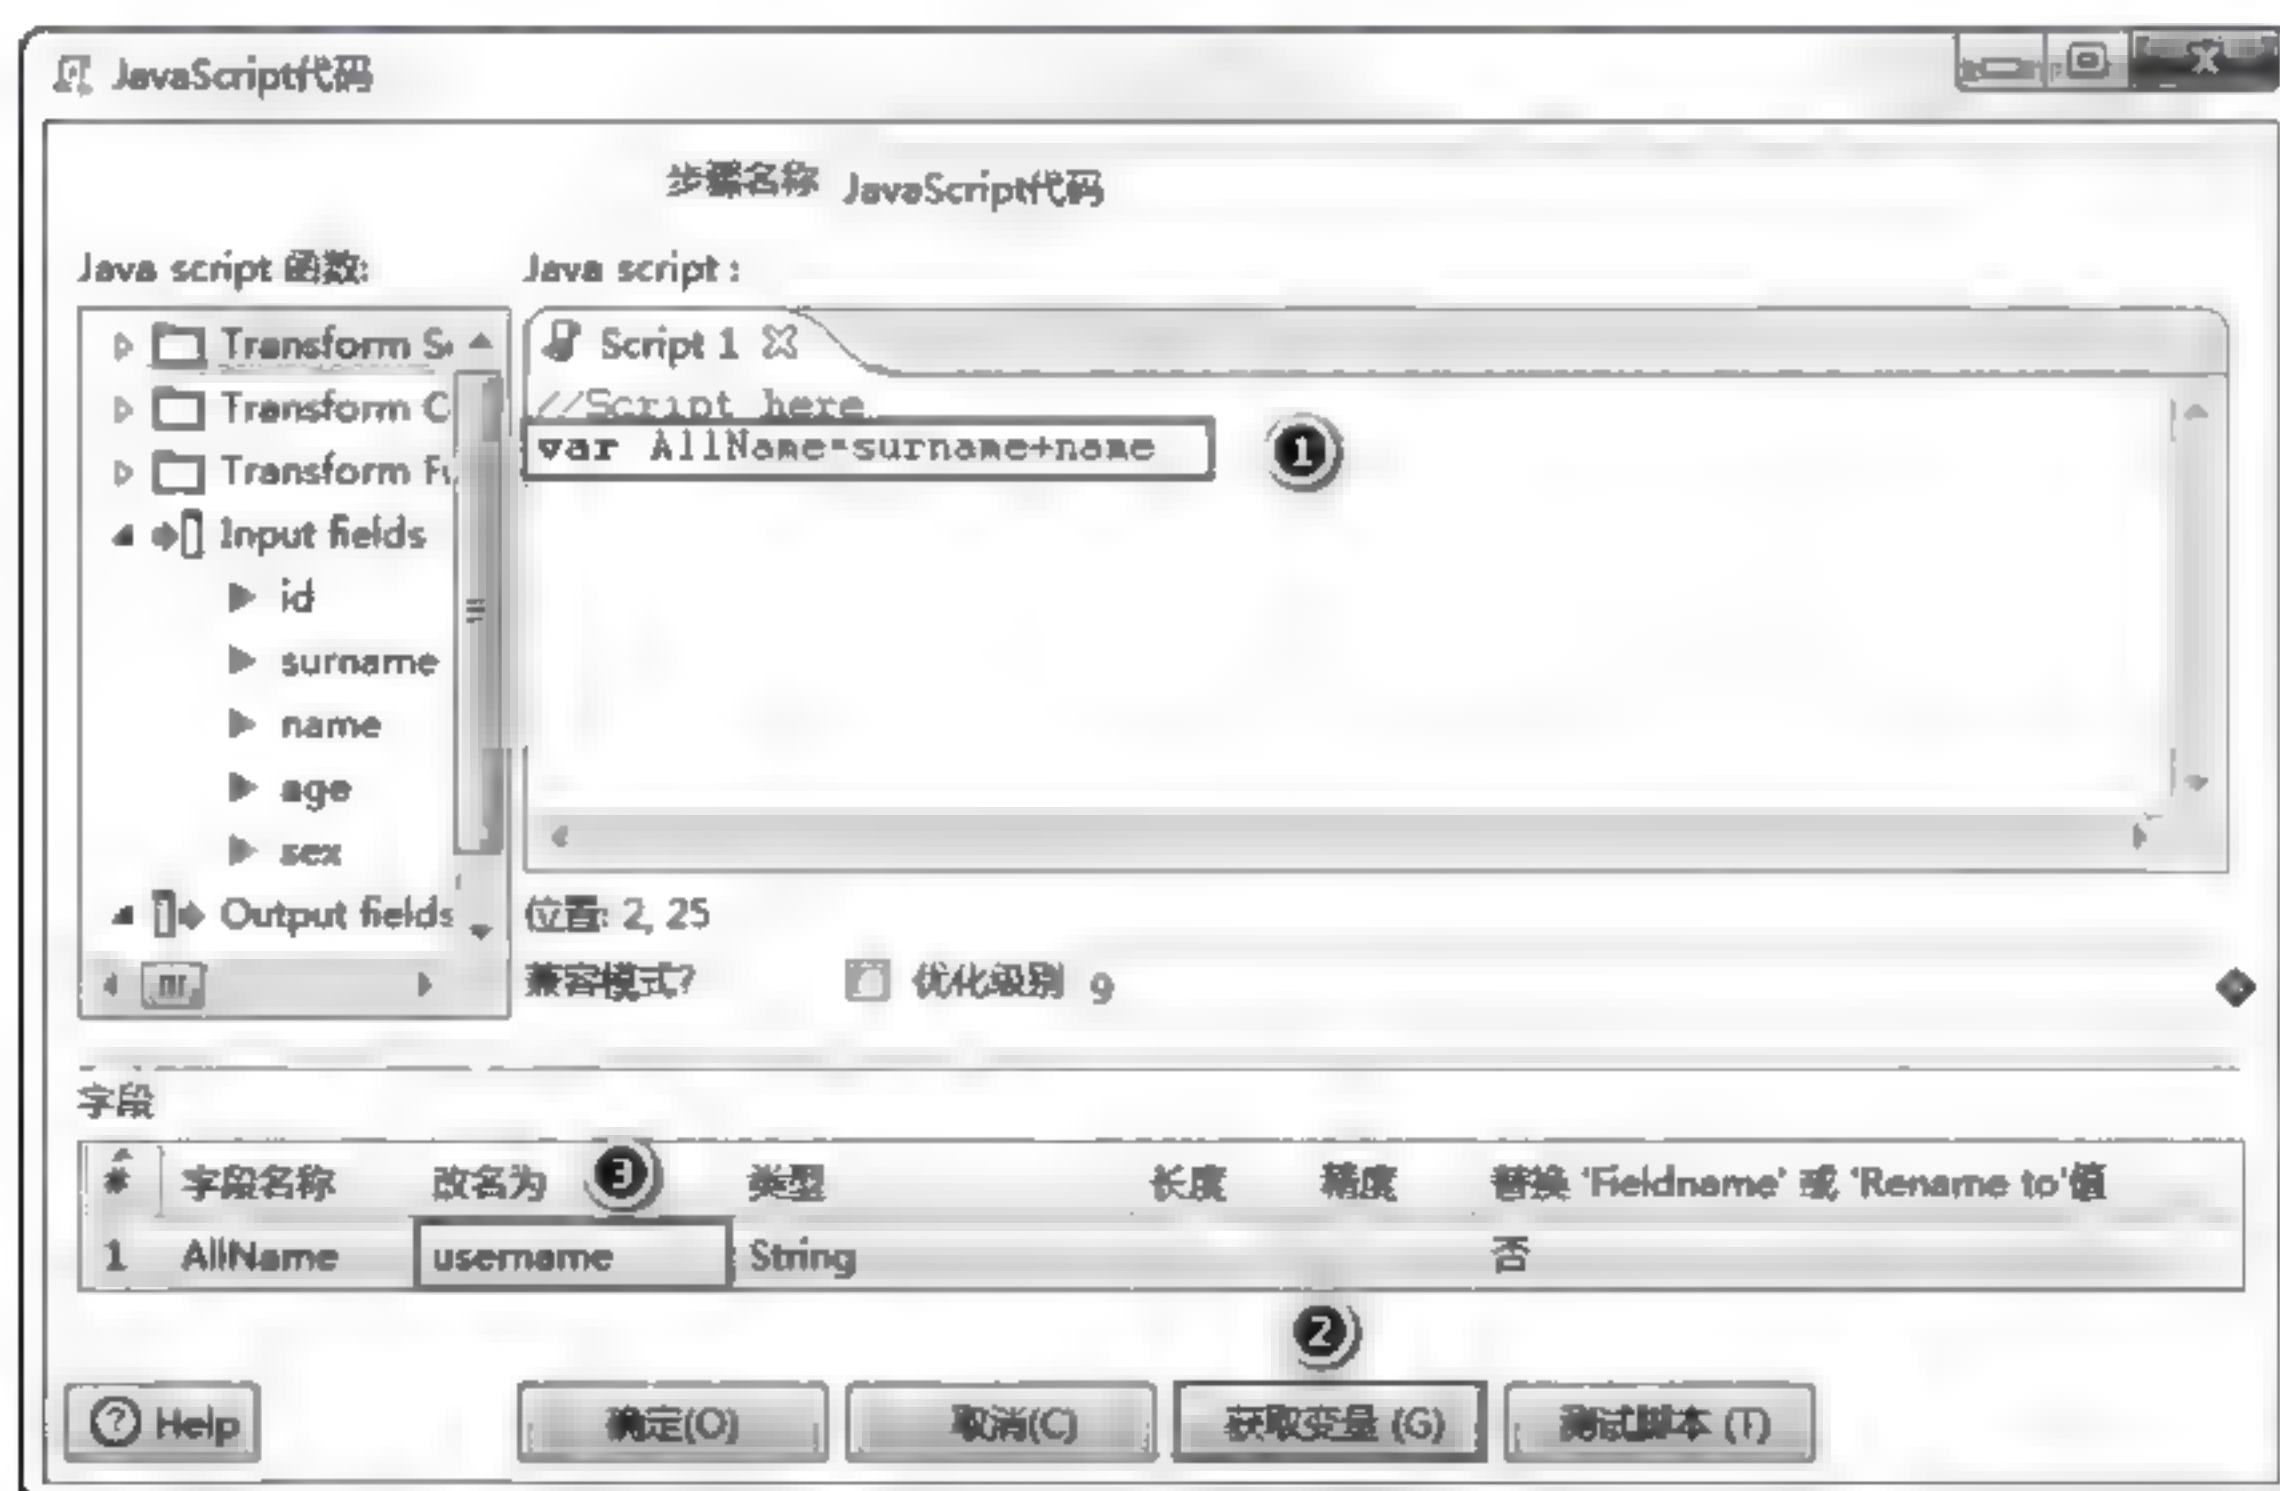 JavaScript代码
步骤名称 JavaScript代码
Java script 函数:
Java script :
Transform S
Transform C
Transform Fu
Input fields
id
surname
name
age
sex
Output fields
Script 1
//Script here
var AllName=surname+name
1
位置: 2, 25
兼容模式?
优化级别 9
字段
# 字段名称 改名为 3 类型 长度 精度 替换 'Fieldname' 或 'Rename to'值
1 AllName username String 否
2
Help 确定(O) 取消(C) 获取变量 (G) 测试脚本 (T)